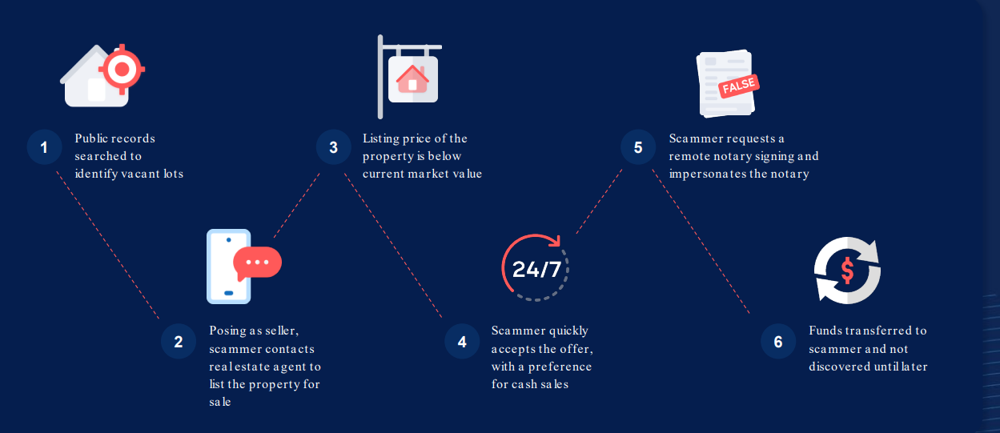 1
Public records
searched to
identify vacant lots
2
Posing as seller,
scammer contacts
real estate agent to
list the property for
sale
3
Listing price of the
property is below
current market value
24/7
4
Scammer quickly
accepts the offer,
with a preference
for cash sales
FALSE
5
Scammer requests a
remote notary signing and
impersonates the notary
$
6
Funds transferred to
scammer and not
discovered until later